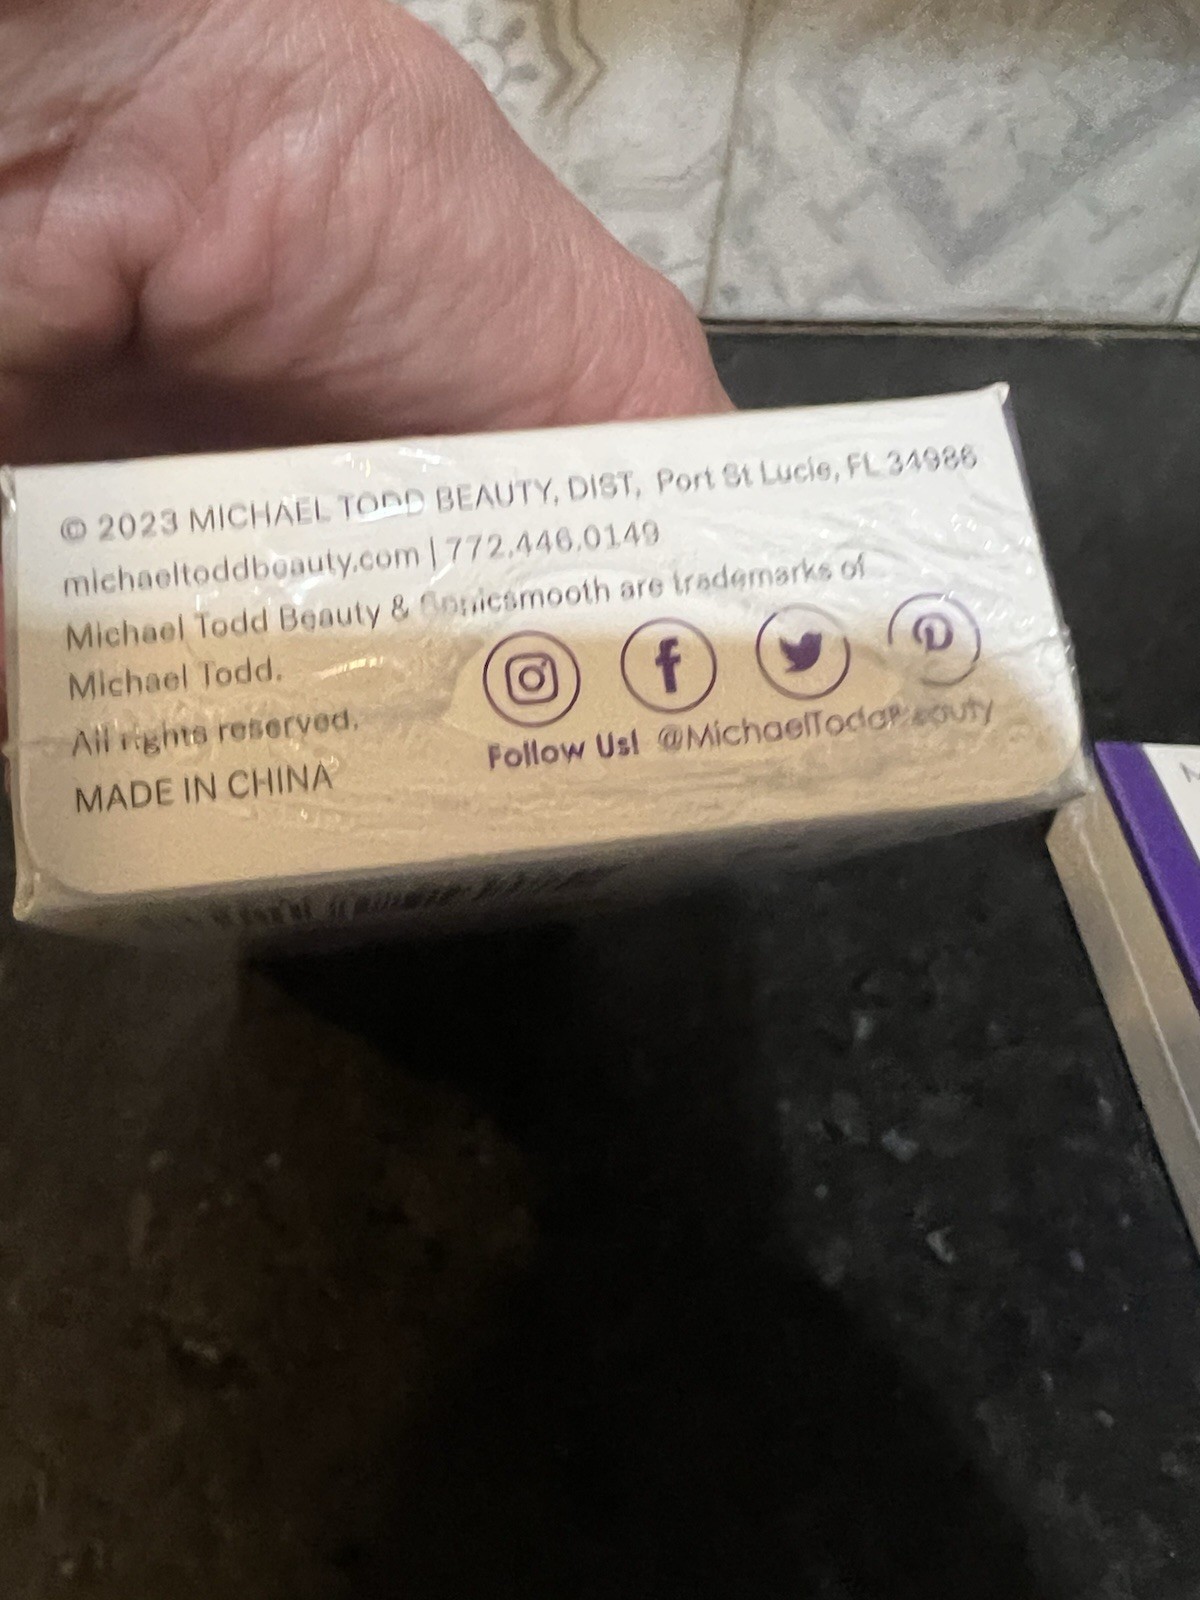 © 2023 MICHAEL TODD BEAUTY, DIST, Port St Lucie, FL 34986
michaeltoddbeauty.com | 772.446.0149
Michael Todd Beauty & Sonicsmooth are trademarks of
Michael Todd.
All rights reserved.
MADE IN CHINA
Follow Us! @MichaelToddBeauty